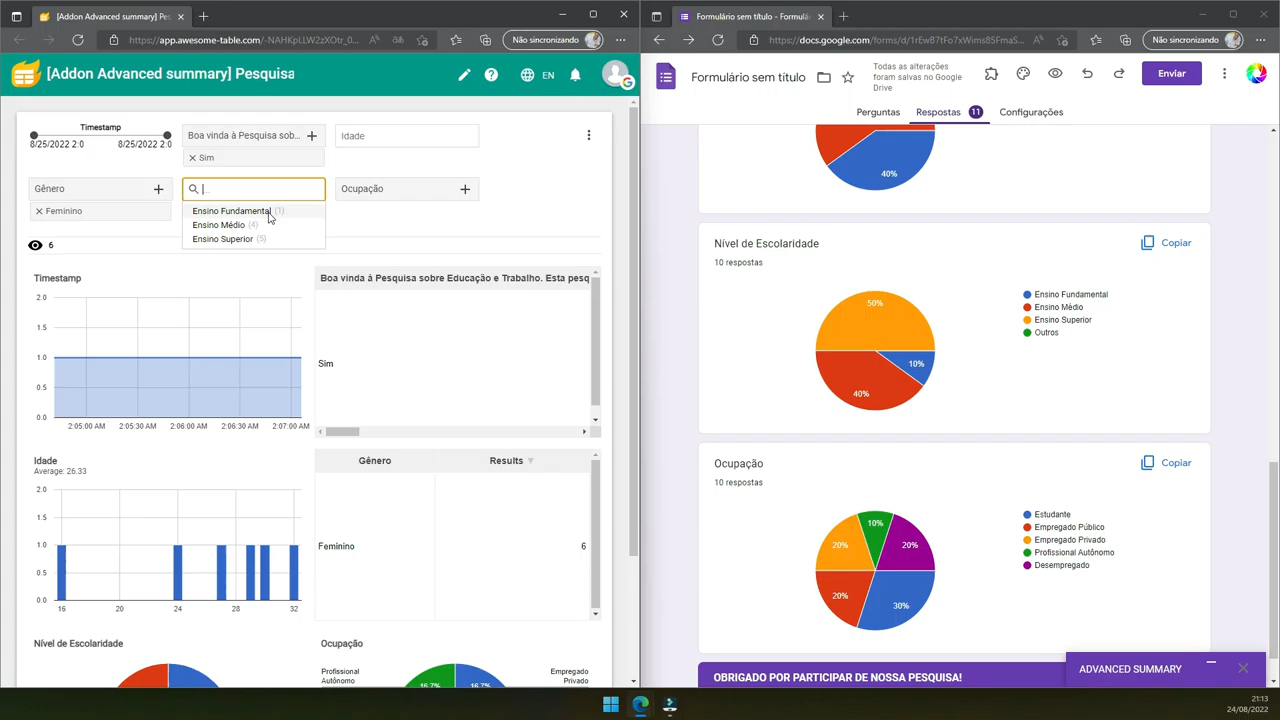 [Addon Advanced summary] Pes
Formulário sem título - Formula
https://app.awesome-table.com/-NAHKpLLW2zXOtr_0...
Não sincronizando
https://docs.google.com/forms/d/1rEwB7tFo7xWims85FmaS...
Não sincronizando
[Addon Advanced summary] Pesquisa
EN
Formulário sem título
Todas as alterações
foram salvas no Google
Drive
Enviar
Perguntas
Respostas
11
Configurações
Timestamp
8/25/2022 2:0
8/25/2022 2:0
Boa vinda à Pesquisa sob...
Sim
Idade
Gênero
Feminino
Ensino Fundamental (1)
Ensino Médio (4)
Ensino Superior (5)
Ocupação
6
Timestamp
2.0
1.5
1.0
0.5
0.0
2:05:00 AM
2:05:30 AM
2:06:00 AM
2:06:30 AM
2:07:00 AM
Boa vinda à Pesquisa sobre Educação e Trabalho. Esta pesq
Sim
Idade
Average: 26.33
2.0
1.5
1.0
0.5
0.0
16
20
24
28
32
Gênero
Results
Feminino
6
Nível de Escolaridade
Ocupação
Profissional
Autônomo
16.7%
16.7%
Empregado
Privado
40%
Nível de Escolaridade
Copiar
10 respostas
50%
10%
40%
Ensino Fundamental
Ensino Médio
Ensino Superior
Outros
Ocupação
Copiar
10 respostas
10%
20%
20%
20%
30%
Estudante
Empregado Público
Empregado Privado
Profissional Autônomo
Desempregado
ADVANCED SUMMARY
OBRIGADO POR PARTICIPAR DE NOSSA PESQUISA!
21:13
24/08/2022